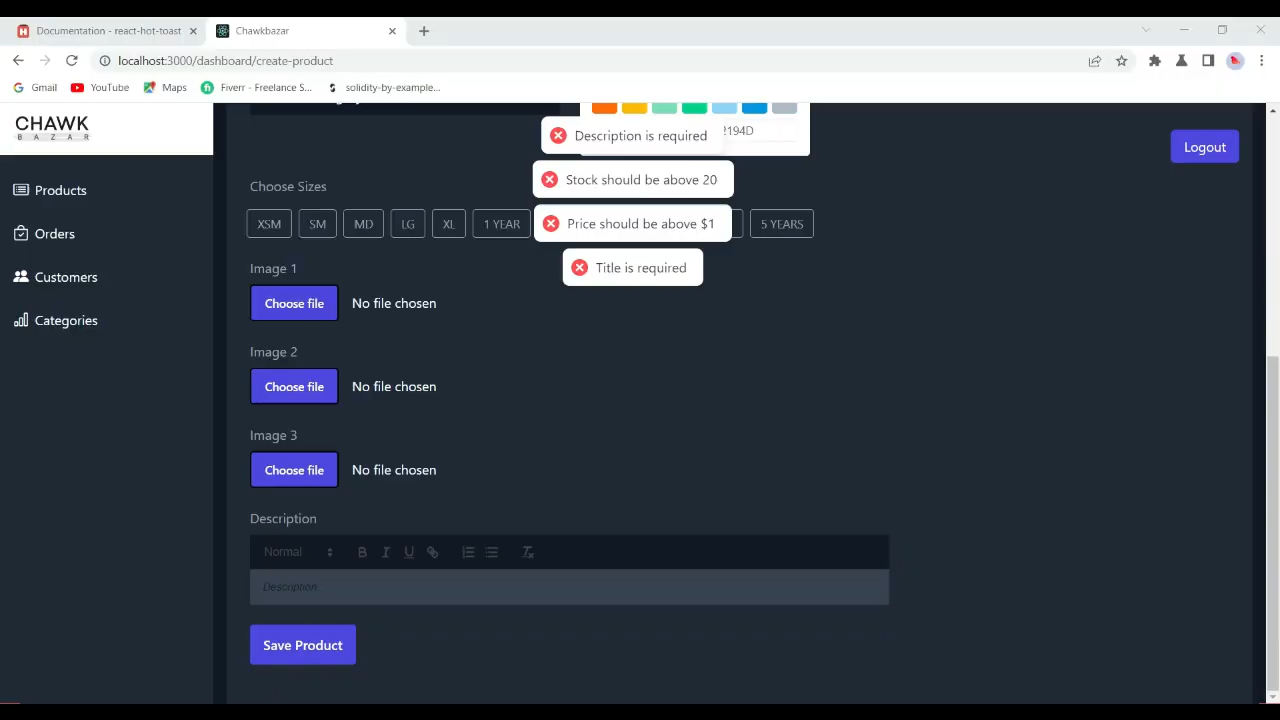 Documentation - react-hot-toast
Chawkbazar
localhost:3000/dashboard/create-product
Gmail
YouTube
Maps
Fiverr - Freelance S...
solidity-by-example...
CHAWK
BAZAR
Products
Orders
Customers
Categories
Logout
2194D
Description is required
Stock should be above 20
Price should be above $1
Title is required
Choose Sizes
XSM
SM
MD
LG
XL
1 YEAR
5 YEARS
Image 1
Choose file
No file chosen
Image 2
Choose file
No file chosen
Image 3
Choose file
No file chosen
Description
Normal
Description
Save Product